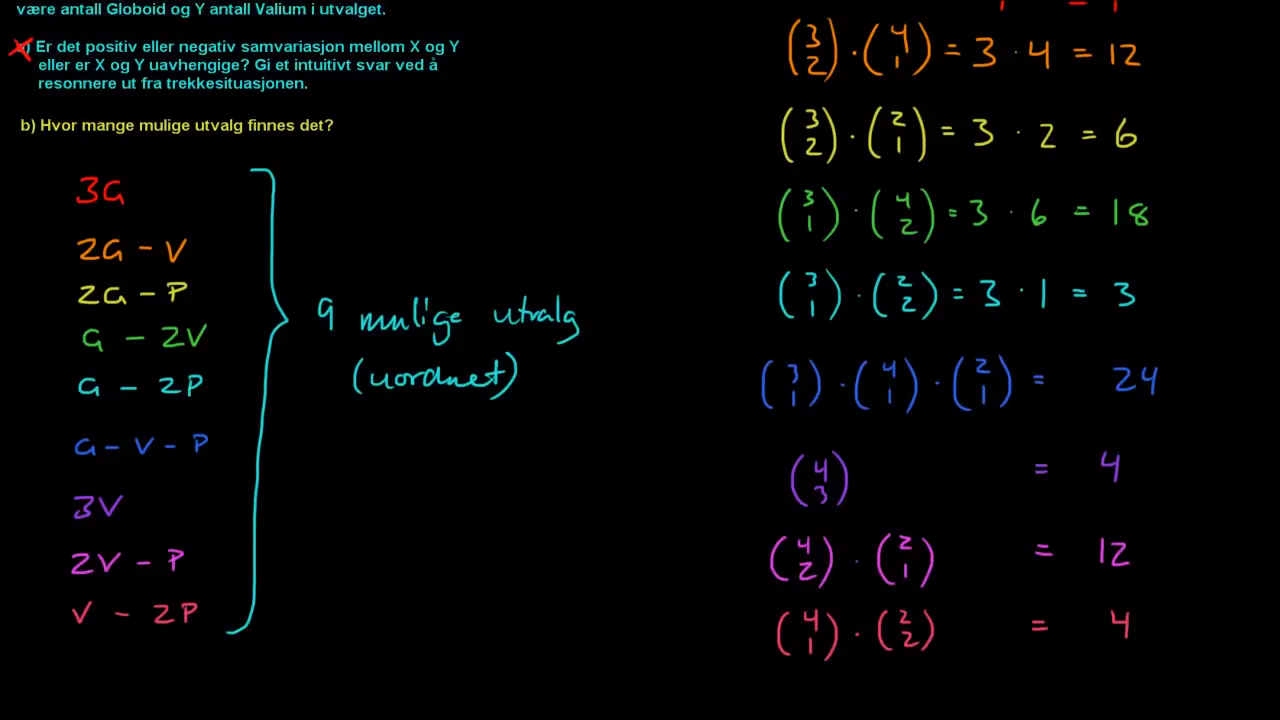 være antall Globoid og Y antall Valium i utvalget.
Er det positiv eller negativ samvariasjon mellom X og Y
eller er X og Y uavhengige? Gi et intuitivt svar ved å
resonnere ut fra trekkesituasjonen.
b) Hvor mange mulige utvalg finnes det?
3G
2G - V
2G - P
G - 2V
G - 2P
G - V - P
3V
2V - P
V - 2P
9 mulige utvalg
(uordnet)
(3 2) · (4 1) = 3 · 4 = 12
(3 2) · (2 1) = 3 · 2 = 6
(3 1) · (4 2) = 3 · 6 = 18
(3 1) · (2 2) = 3 · 1 = 3
(3 1) · (4 1) · (2 1) = 24
(4 3) = 4
(4 2) · (2 1) = 12
(4 1) · (2 2) = 4